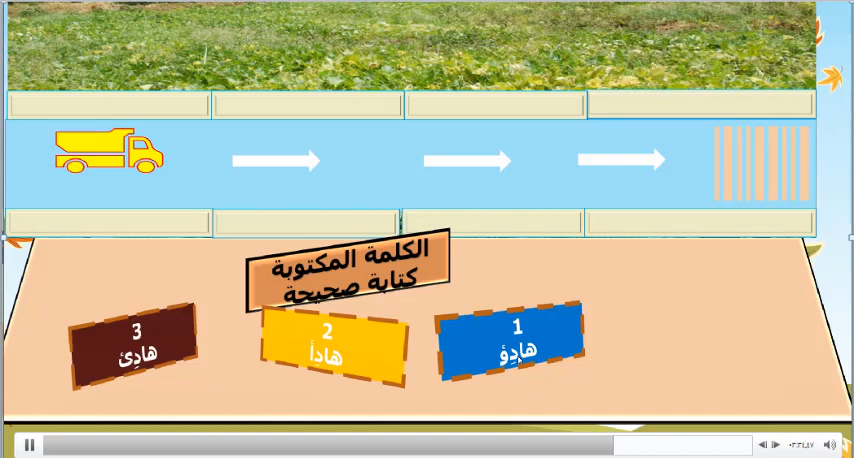 الكلمة المكتوبة
كتابة صحيحة
1
هادِؤ
2
هادأ
3
هادِئ